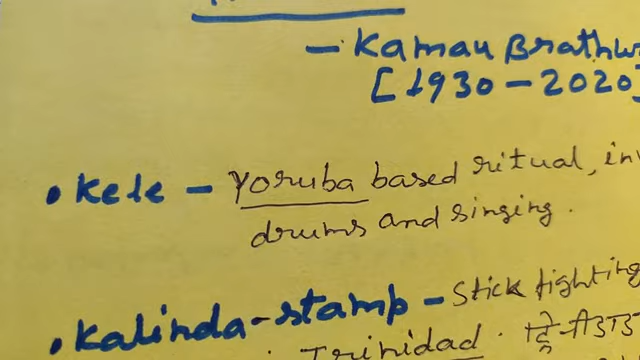 — Kamau Brathw
[1930 – 2020]
• Kele – Yoruba based ritual, in
drums and singing.
• Kalinda-stamp – Stick fighting
Trinidad.